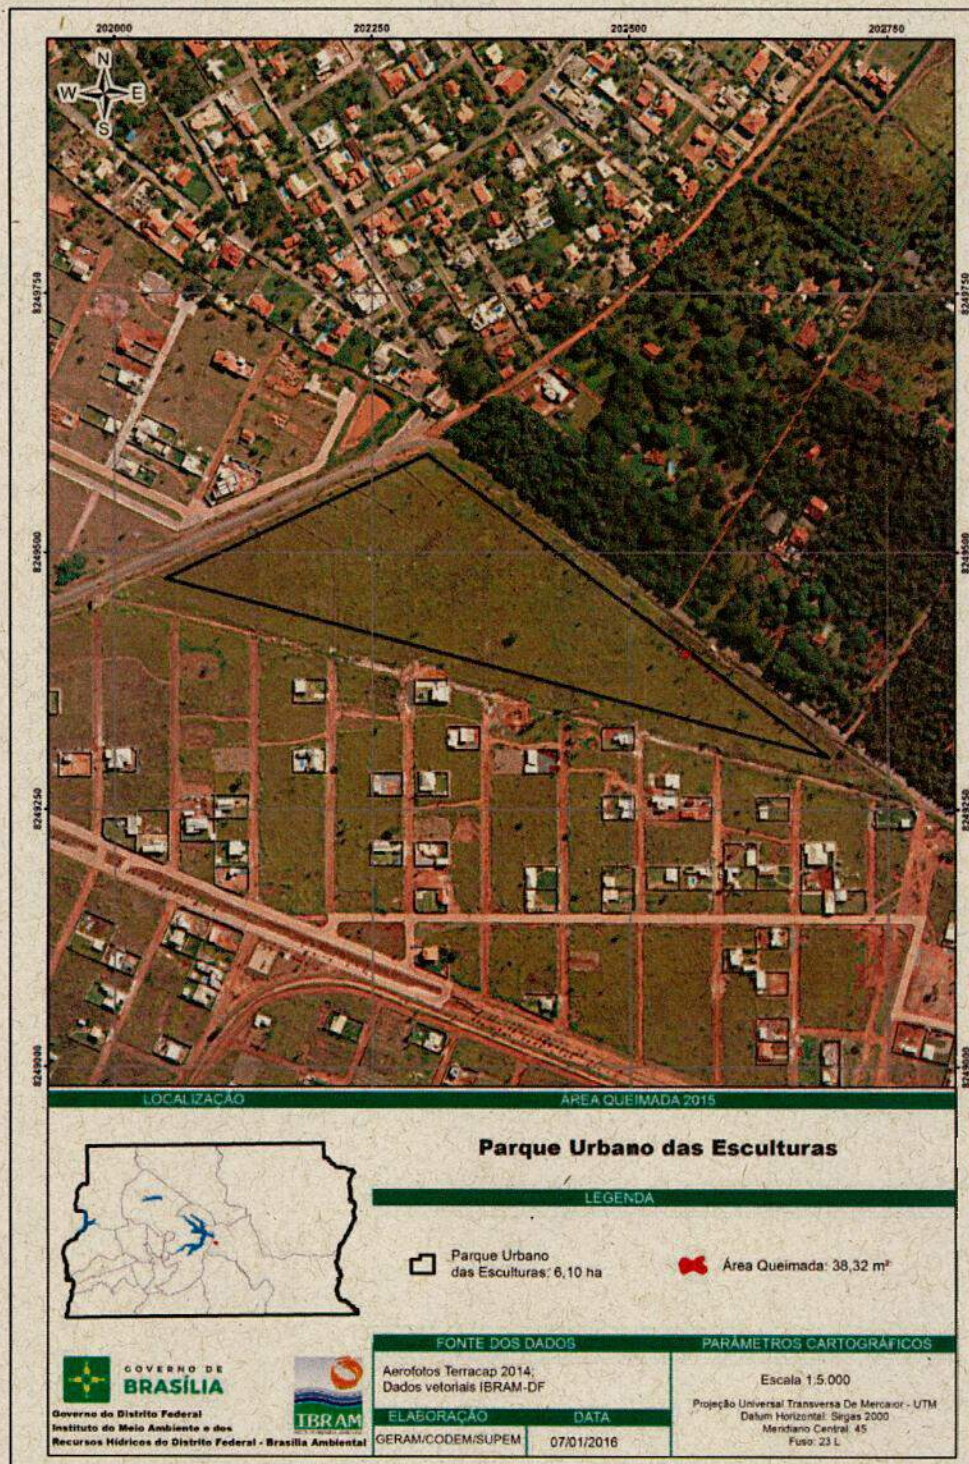 202000 202250 202500 202750
N
W E
S
8249750 8249750
8249500 8249500
8249250 8249250
8249000 8249000
LOCALIZAÇÃO ÁREA QUEIMADA 2015
Parque Urbano das Esculturas
LEGENDA
Parque Urbano
das Esculturas: 6,10 ha
Área Queimada: 38,32 m²
FONTE DOS DADOS PARÂMETROS CARTOGRÁFICOS
Aerofotos Terracap 2014;
Dados vetoriais IBRAM-DF
Escala 1:5.000
Projeção Universal Transversa De Mercator - UTM
Datum Horizontal: Sirgas 2000
Meridiano Central: 45
Fuso: 23 L
ELABORAÇÃO DATA
GERAM/CODEM/SUPEM 07/01/2016
GOVERNO DE
BRASÍLIA
IBRAM
Governo do Distrito Federal
Instituto do Meio Ambiente e dos
Recursos Hídricos do Distrito Federal - Brasília Ambiental